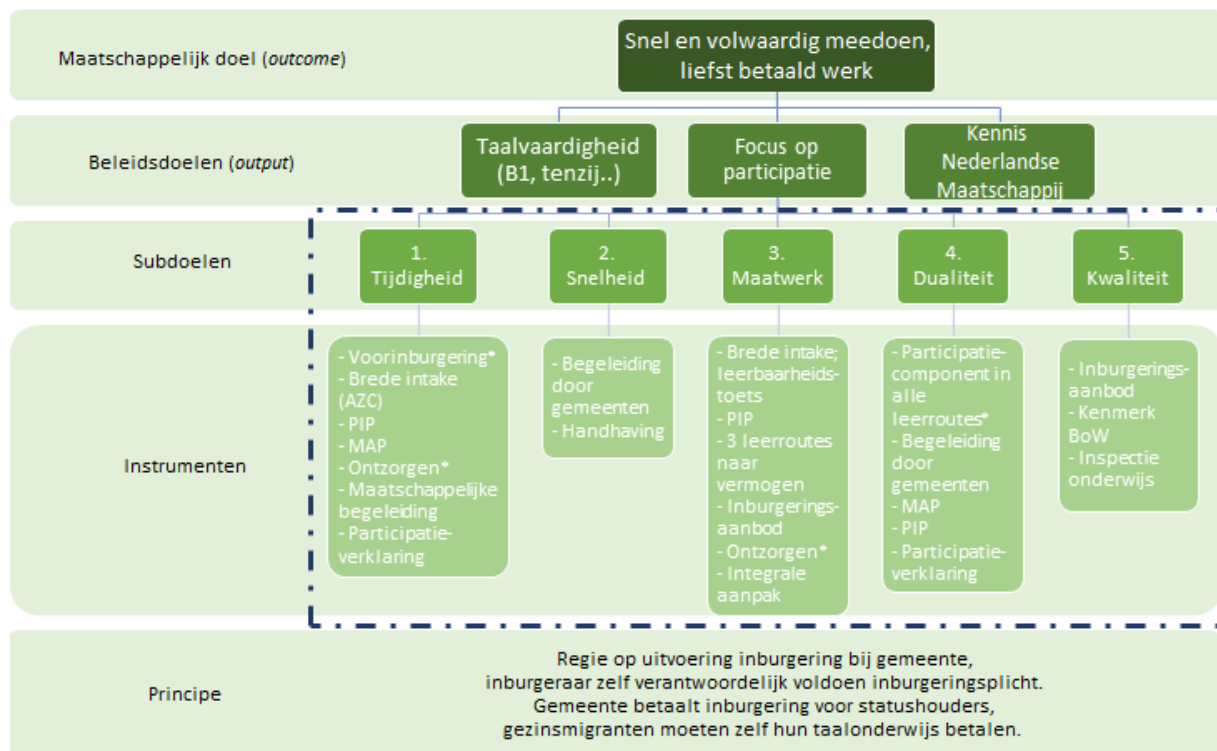 Maatschappelijk doel (outcome)
Snel en volwaardig meedoen,
liefst betaald werk
Beleidsdoelen (output)
Taalvaardigheid
(B1, tenzij..)
Focus op
participatie
Kennis
Nederlandse
Maatschappij
Subdoelen
1.
Tijdigheid
2.
Snelheid
3.
Maatwerk
4.
Dualiteit
5.
Kwaliteit
Instrumenten
- Voorinburgering*
- Brede intake
(AZC)
- PIP
- MAP
- Ontzorgen*
- Maatschappelijke
begeleiding
- Participatie-
verklaring
- Begeleiding
door
gemeenten
- Handhaving
- Brede intake;
leerbaarheids-
toets
- PIP
- 3 leerroutes
naar
vermogen
- Inburgerings-
aanbod
- Ontzorgen*
- Integrale
aanpak
- Participatie-
component in
alle
leerroutes*
- Begeleiding
door
gemeenten
- MAP
- PIP
- Participatie-
verklaring
- Inburgerings-
aanbod
- Kenmerk
BoW
- Inspectie
onderwijs
Principe
Regie op uitvoering inburgering bij gemeente,
inburgeraar zelf verantwoordelijk voldoen inburgeringsplicht.
Gemeente betaalt inburgering voor statushouders,
gezinsmigranten moeten zelf hun taalonderwijs betalen.